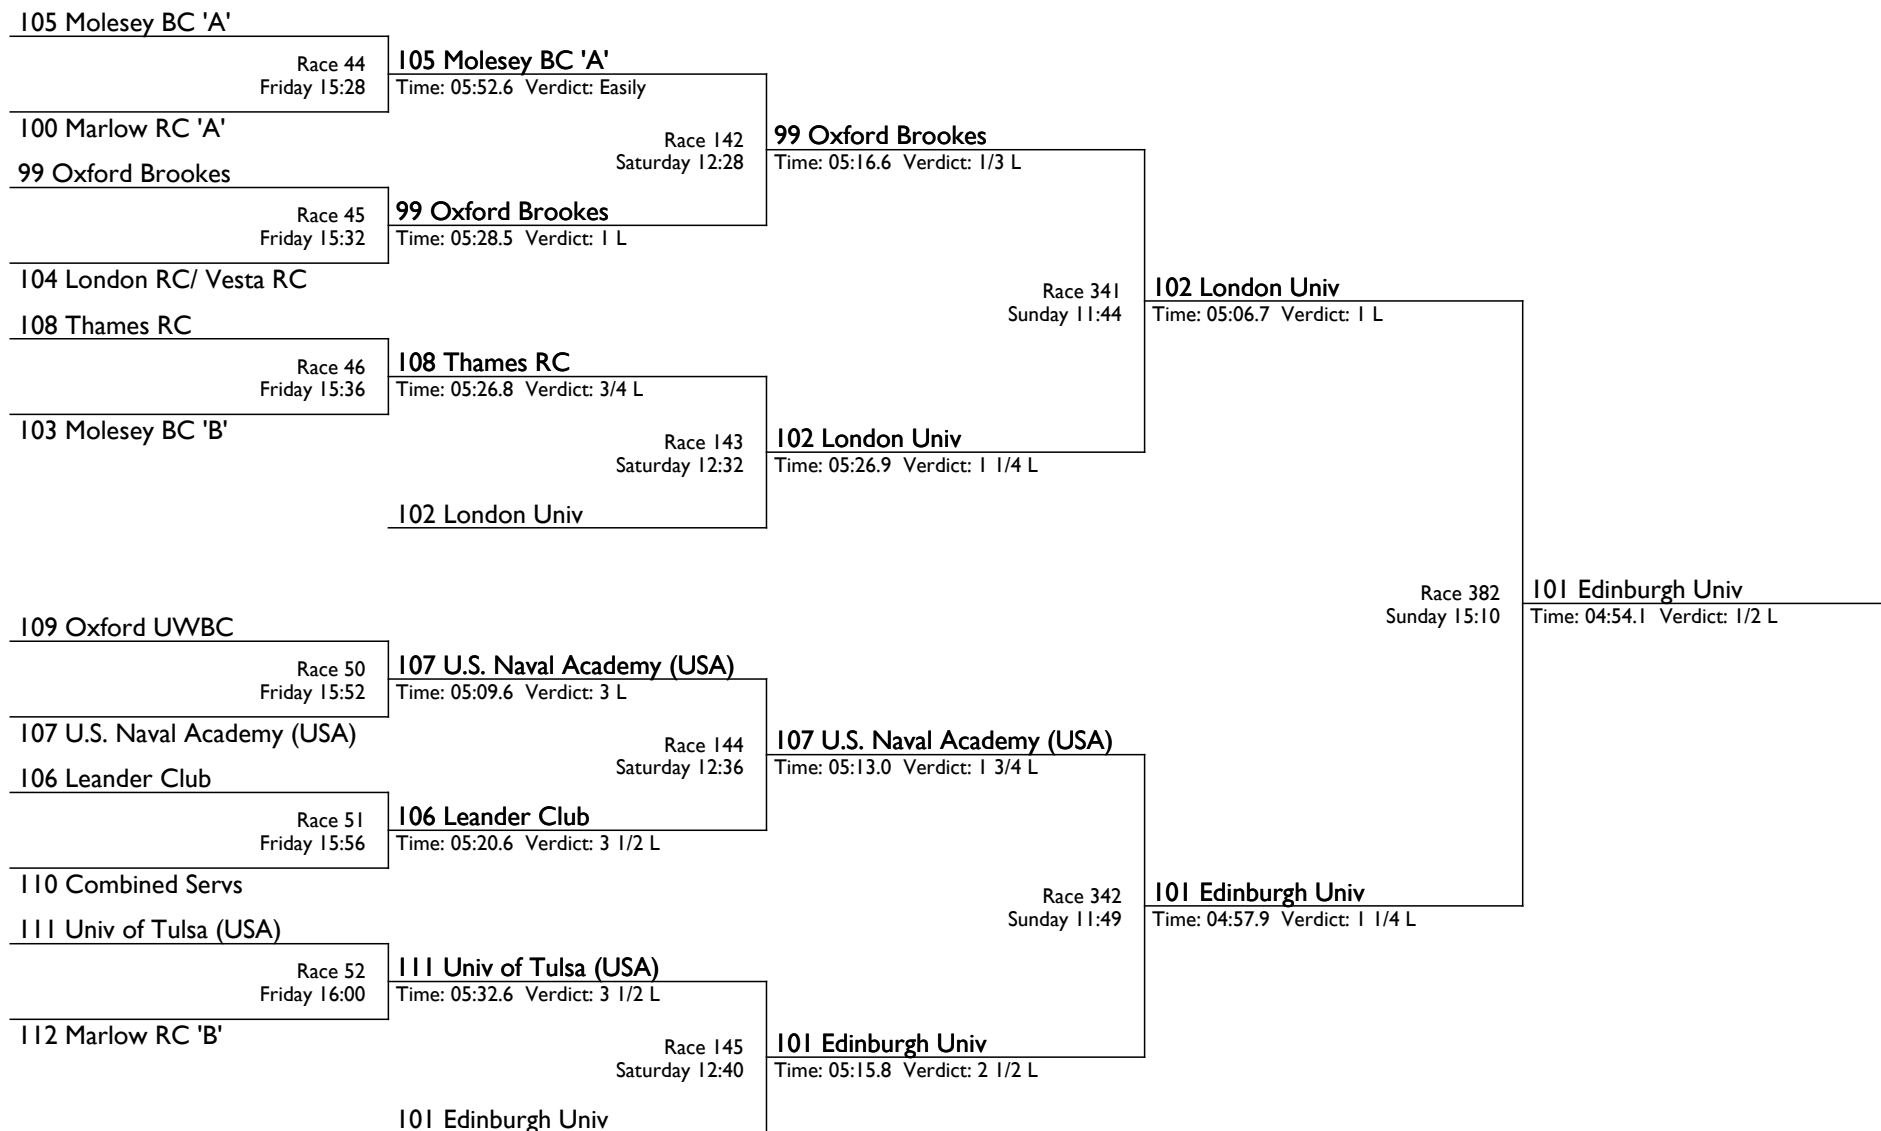 105 Molesey BC 'A'
Race 44
Friday 15:28
105 Molesey BC 'A'
Time: 05:52.6 Verdict: Easily
100 Marlow RC 'A'
Race 142
Saturday 12:28
99 Oxford Brookes
Time: 05:16.6 Verdict: 1/3 L
99 Oxford Brookes
Race 45
Friday 15:32
99 Oxford Brookes
Time: 05:28.5 Verdict: 1 L
104 London RC/ Vesta RC
Race 341
Sunday 11:44
102 London Univ
Time: 05:06.7 Verdict: 1 L
108 Thames RC
Race 46
Friday 15:36
108 Thames RC
Time: 05:26.8 Verdict: 3/4 L
103 Molesey BC 'B'
Race 143
Saturday 12:32
102 London Univ
Time: 05:26.9 Verdict: 1 1/4 L
102 London Univ
Race 382
Sunday 15:10
101 Edinburgh Univ
Time: 04:54.1 Verdict: 1/2 L
109 Oxford UWBC
Race 50
Friday 15:52
107 U.S. Naval Academy (USA)
Time: 05:09.6 Verdict: 3 L
107 U.S. Naval Academy (USA)
Race 144
Saturday 12:36
107 U.S. Naval Academy (USA)
Time: 05:13.0 Verdict: 1 3/4 L
106 Leander Club
Race 51
Friday 15:56
106 Leander Club
Time: 05:20.6 Verdict: 3 1/2 L
110 Combined Servs
Race 342
Sunday 11:49
101 Edinburgh Univ
Time: 04:57.9 Verdict: 1 1/4 L
111 Univ of Tulsa (USA)
Race 52
Friday 16:00
111 Univ of Tulsa (USA)
Time: 05:32.6 Verdict: 3 1/2 L
112 Marlow RC 'B'
Race 145
Saturday 12:40
101 Edinburgh Univ
Time: 05:15.8 Verdict: 2 1/2 L
101 Edinburgh Univ